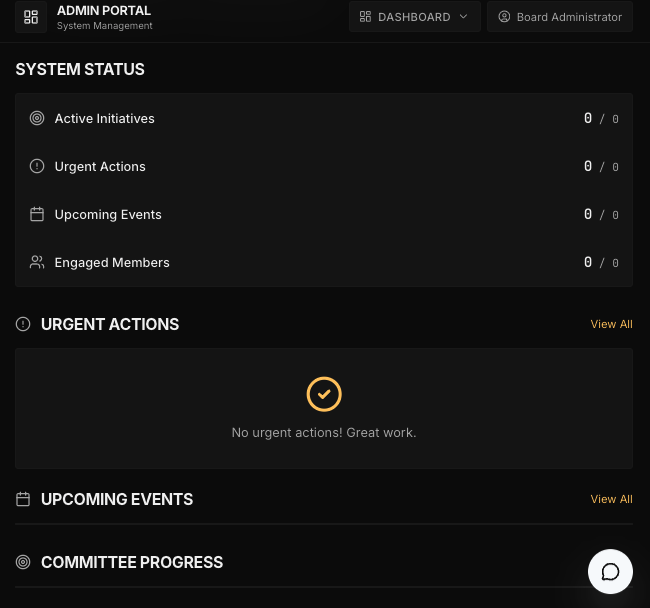 ADMIN PORTAL
System Management
DASHBOARD
Board Administrator
SYSTEM STATUS
Active Initiatives 0 / 0
Urgent Actions 0 / 0
Upcoming Events 0 / 0
Engaged Members 0 / 0
URGENT ACTIONS View All
No urgent actions! Great work.
UPCOMING EVENTS View All
COMMITTEE PROGRESS